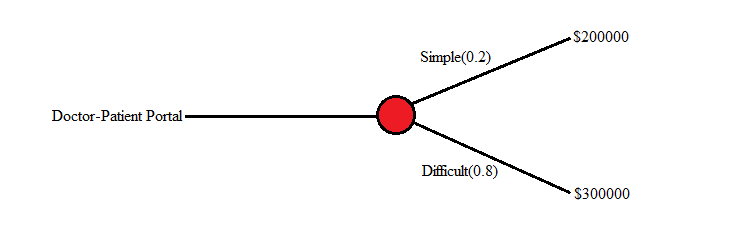 $200000
Simple(0.2)
Doctor-Patient Portal
Difficult(0.8)
$300000